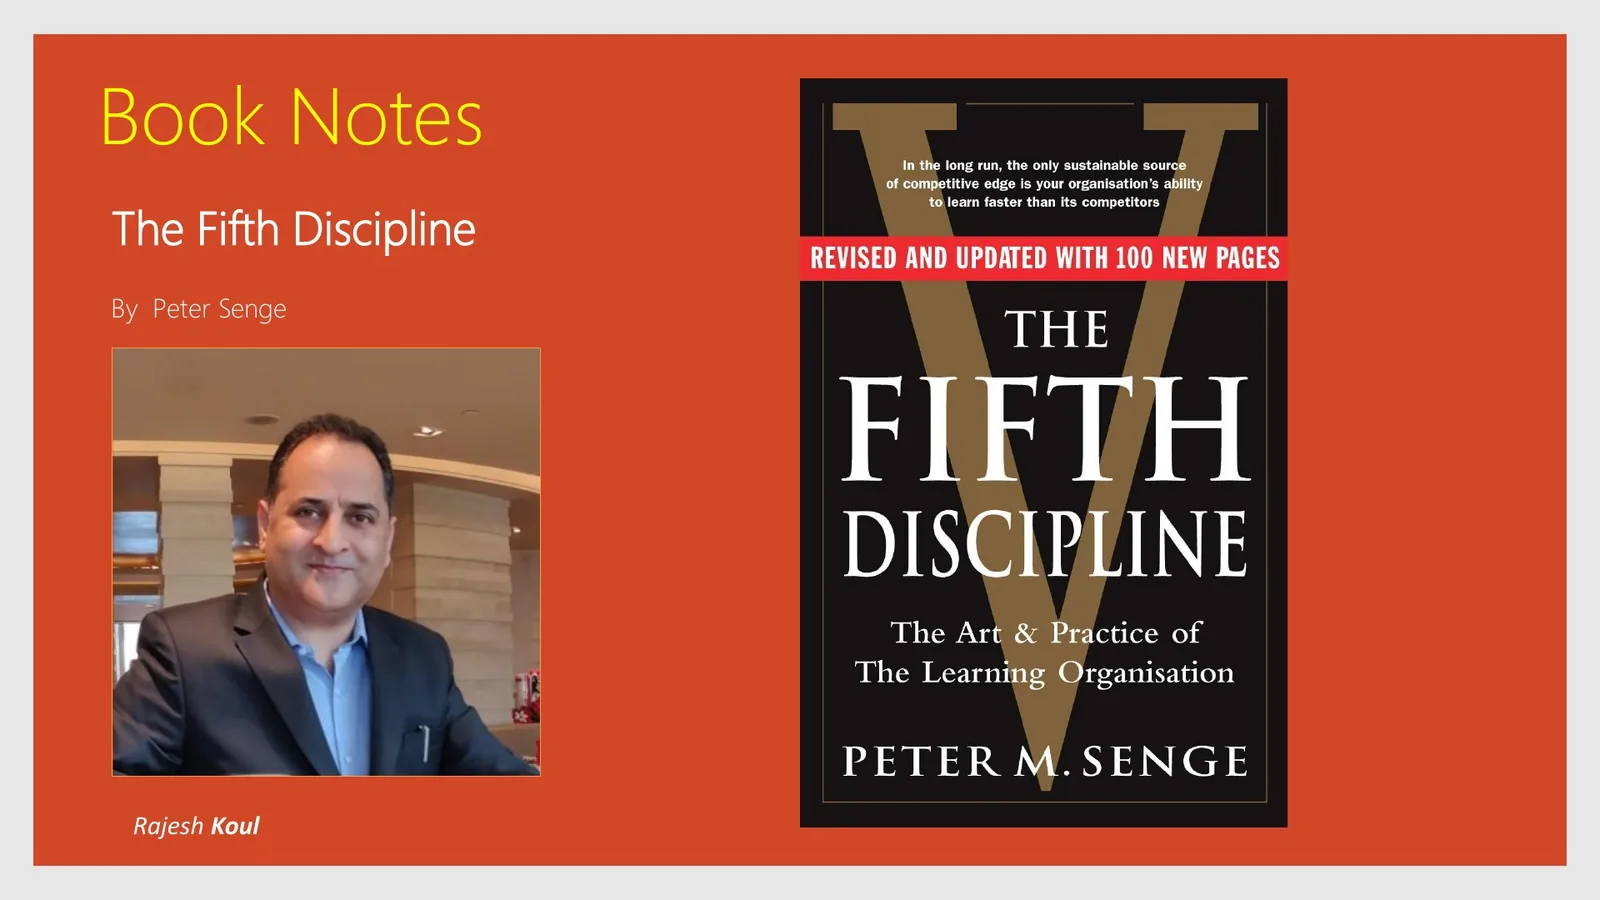 Book Notes
The Fifth Discipline
By Peter Senge
Rajesh Koul
In the long run, the only sustainable source
of competitive edge is your organisation's ability
to learn faster than its competitors
REVISED AND UPDATED WITH 100 NEW PAGES
THE
FIFTH
DISCIPLINE
The Art & Practice of
The Learning Organisation
PETER M. SENGE